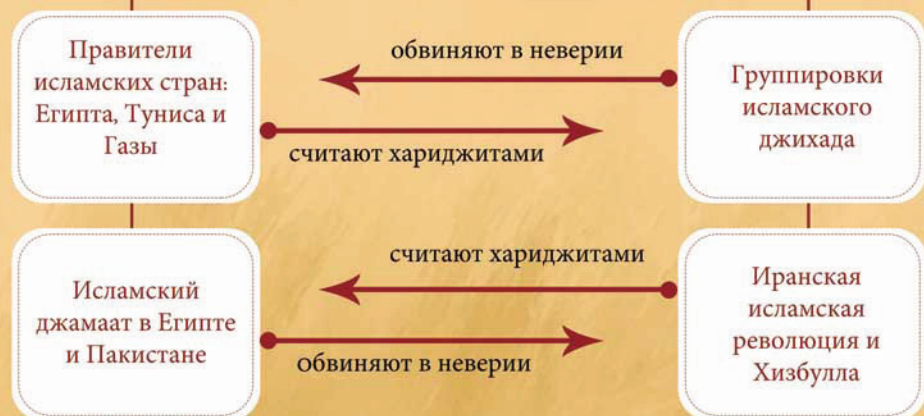 Правители
исламских стран:
Египта, Туниса и
Газы
обвиняют в неверии
считают хариджитами
Группировки
исламского
джихада
Исламский
джамаат в Египте
и Пакистане
считают хариджитами
обвиняют в неверии
Иранская
исламская
революция и
Хизбулла